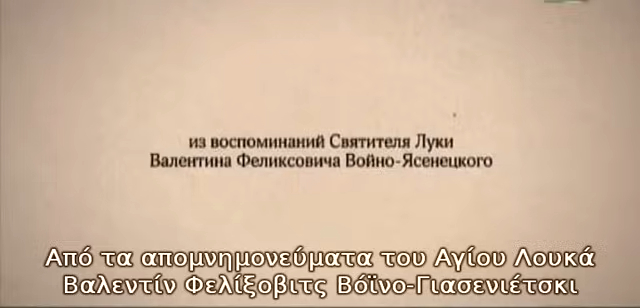 из воспоминаний Святителя Луки
Валентина Феликсовича Войно-Ясенецкого
Από τα απομνημονεύματα του Αγίου Λουκά
Βαλεντίν Φελίξοβιτς Βόϊνο-Γιασενιέτσκι